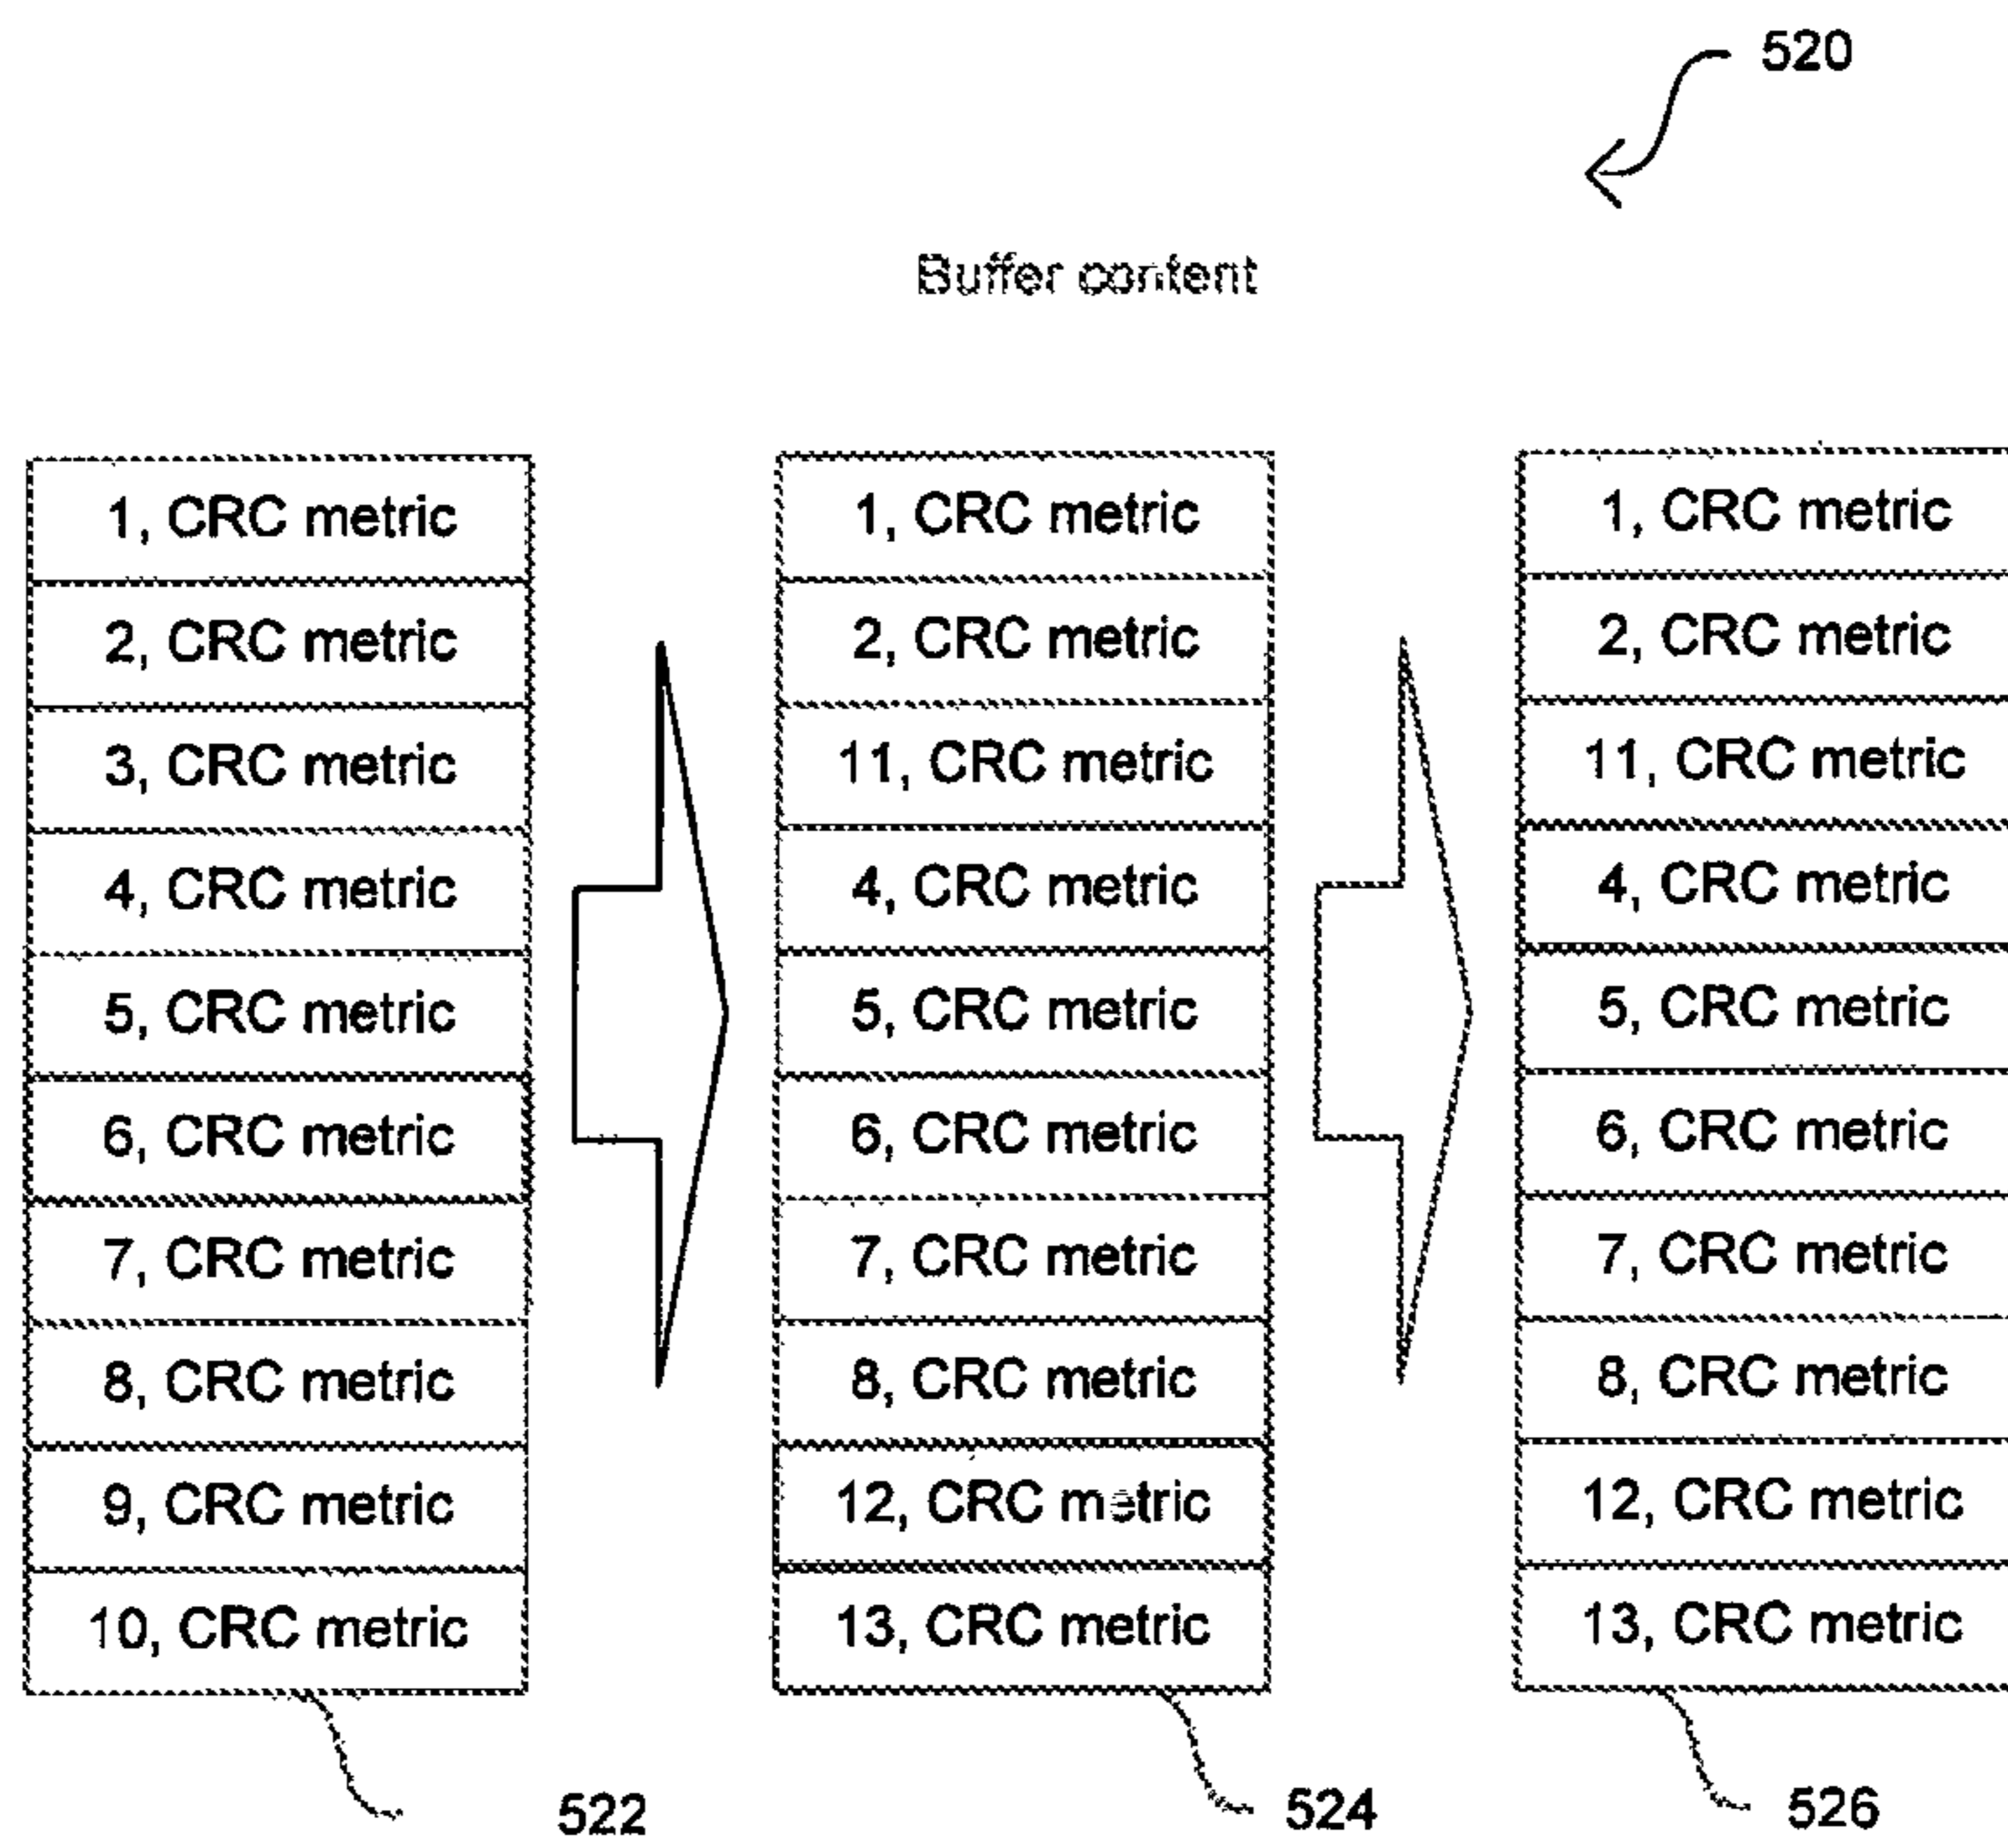 520
Buffer content
1, CRC metric
2, CRC metric
3, CRC metric
4, CRC metric
5, CRC metric
6, CRC metric
7, CRC metric
8, CRC metric
9, CRC metric
10, CRC metric
522
1, CRC metric
2, CRC metric
11, CRC metric
4, CRC metric
5, CRC metric
6, CRC metric
7, CRC metric
8, CRC metric
12, CRC metric
13, CRC metric
524
1, CRC metric
2, CRC metric
11, CRC metric
4, CRC metric
5, CRC metric
6, CRC metric
7, CRC metric
8, CRC metric
12, CRC metric
13, CRC metric
526